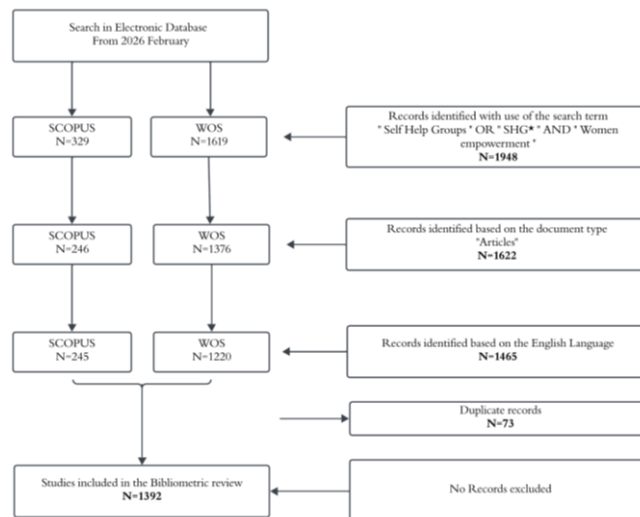 Search in Electronic Database
From 2026 February
SCOPUS
N=329
WOS
N=1619
Records identified with use of the search term
" Self Help Groups " OR " SHG* " AND " Women
empowerment "
N=1948
SCOPUS
N=246
WOS
N=1376
Records identified based on the document type
"Articles"
N=1622
SCOPUS
N=245
WOS
N=1220
Records identified based on the English Language
N=1465
Duplicate records
N=73
Studies included in the Bibliometric review
N=1392
No Records excluded